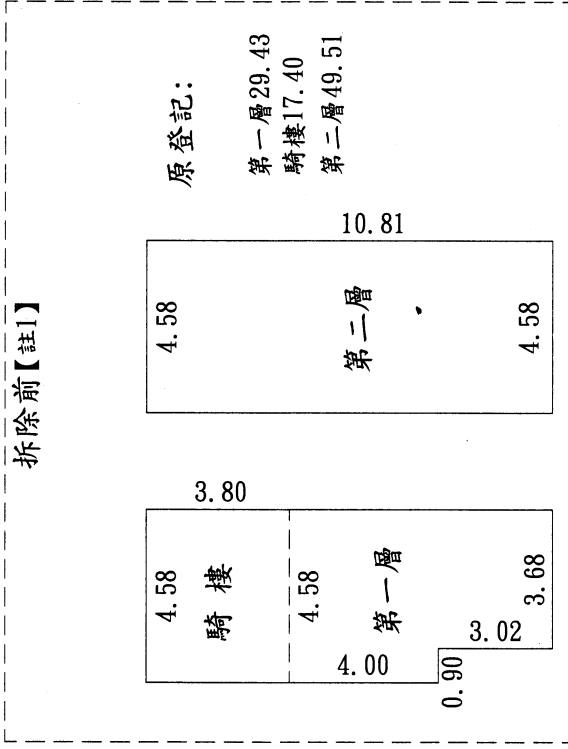 拆除前【註1】
原登記:
第一層29.43
騎樓17.40
第二層49.51
4.58
騎樓
3.80
4.58
第一層
4.00
0.90
3.02
3.68
4.58
第二層
10.81
4.58